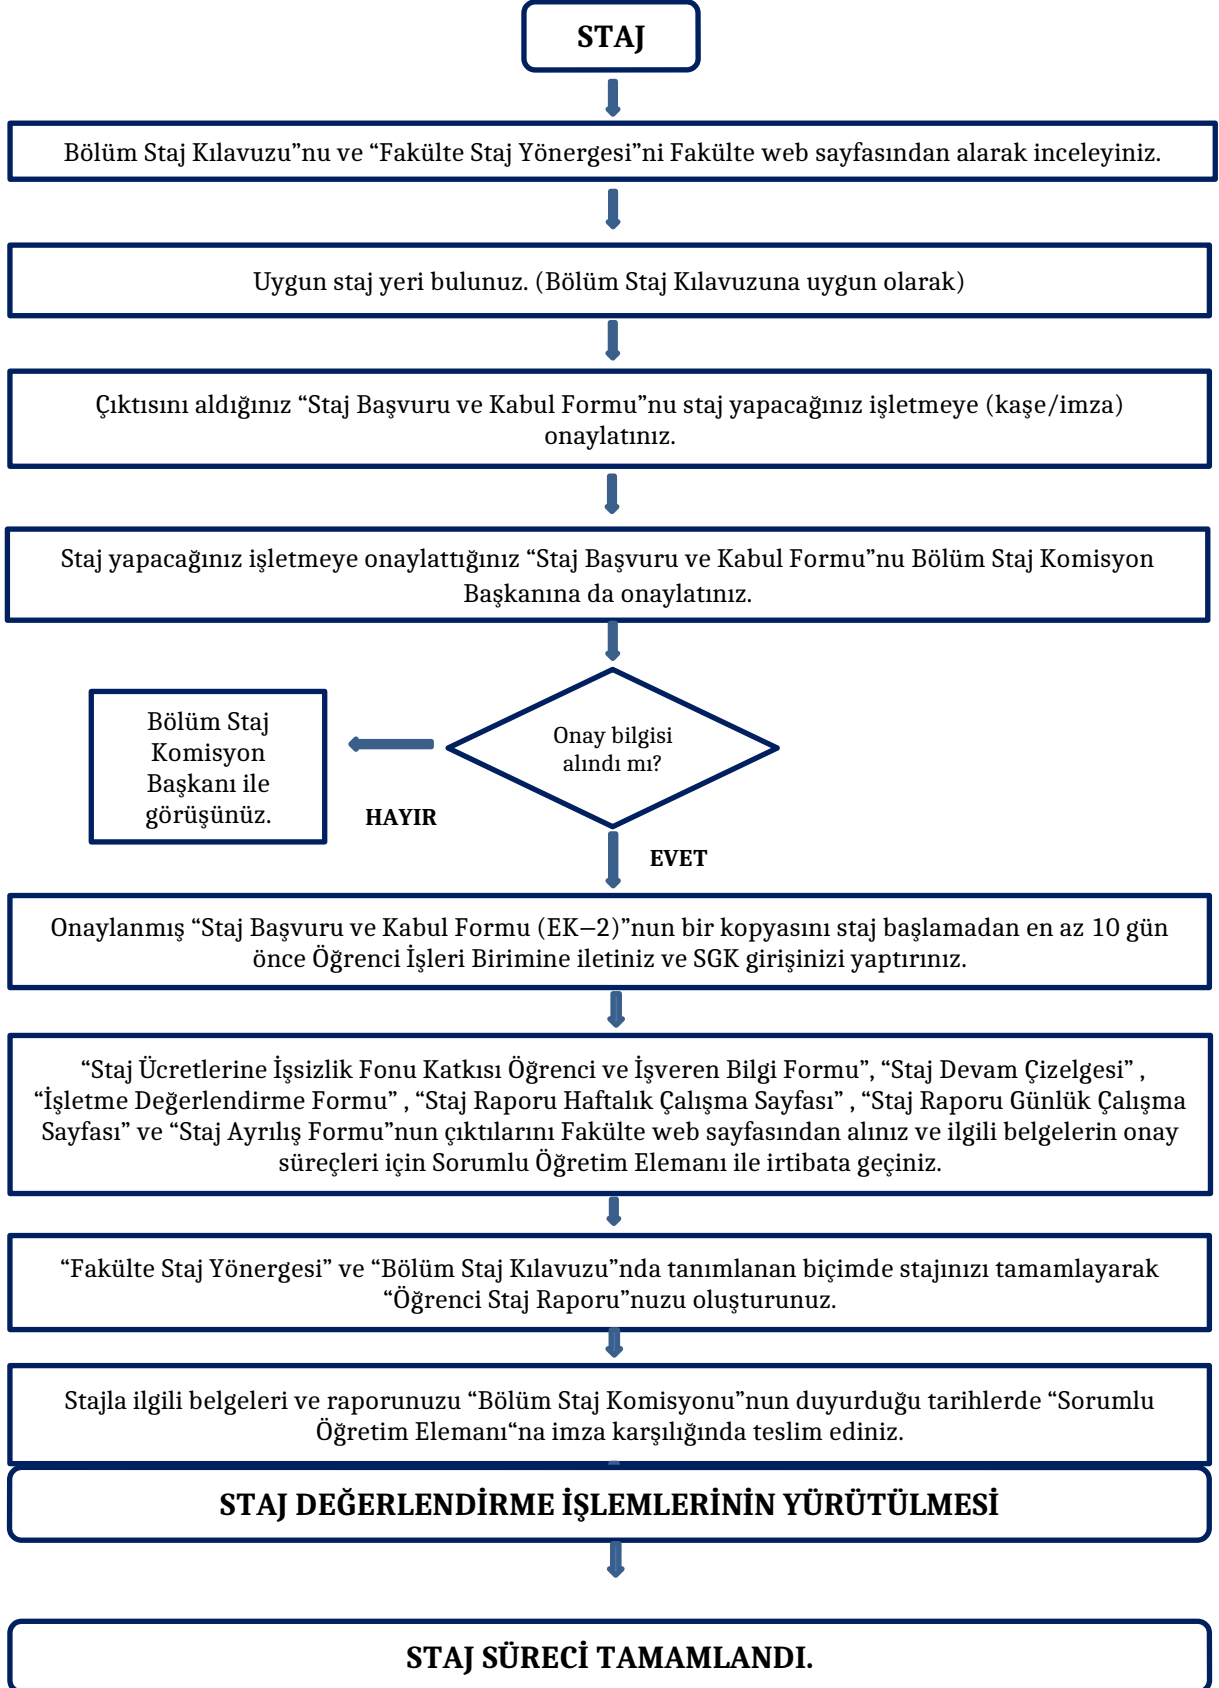 STAJ
Bölüm Staj Kılavuzu”nu ve “Fakülte Staj Yönergesi”ni Fakülte web sayfasından alarak inceleyiniz.
Uygun staj yeri bulunuz. (Bölüm Staj Kılavuzuna uygun olarak)
Çıktısını aldığınız “Staj Başvuru ve Kabul Formu”nu staj yapacağınız işletmeye (kaşe/imza)
onaylatınız.
Staj yapacağınız işletmeye onaylattığınız “Staj Başvuru ve Kabul Formu”nu Bölüm Staj Komisyon
Başkanına da onaylatınız.
Onay bilgisi
alındı mı?
Bölüm Staj
Komisyon
Başkanı ile
görüşünüz.
HAYIR
EVET
Onaylanmış “Staj Başvuru ve Kabul Formu (EK–2)”nun bir kopyasını staj başlamadan en az 10 gün
önce Öğrenci İşleri Birimine iletiniz ve SGK girişinizi yaptırınız.
“Staj Ücretlerine İşsizlik Fonu Katkısı Öğrenci ve İşveren Bilgi Formu”, “Staj Devam Çizelgesi” ,
“İşletme Değerlendirme Formu” , “Staj Raporu Haftalık Çalışma Sayfası” , “Staj Raporu Günlük Çalışma
Sayfası” ve “Staj Ayrılış Formu”nun çıktılarını Fakülte web sayfasından alınız ve ilgili belgelerin onay
süreçleri için Sorumlu Öğretim Elemanı ile irtibata geçiniz.
“Fakülte Staj Yönergesi” ve “Bölüm Staj Kılavuzu”nda tanımlanan biçimde stajınızı tamamlayarak
“Öğrenci Staj Raporu”nuzu oluşturunuz.
Stajla ilgili belgeleri ve raporunuzu “Bölüm Staj Komisyonu”nun duyurduğu tarihlerde “Sorumlu
Öğretim Elemanı“na imza karşılığında teslim ediniz.
STAJ DEĞERLENDİRME İŞLEMLERİNİN YÜRÜTÜLMESİ
STAJ SÜRECİ TAMAMLANDI.